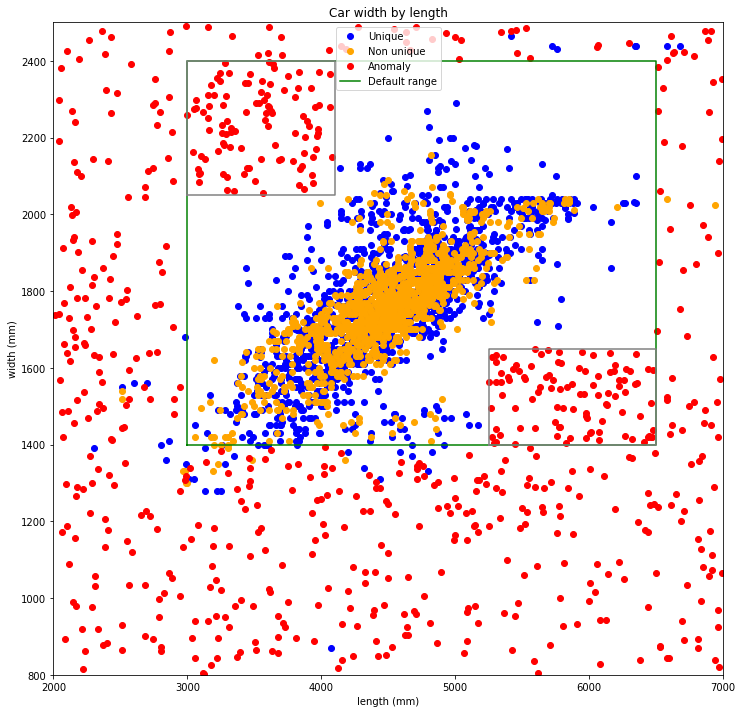 Car width by length
Unique
Non unique
Anomaly
Default range
width (mm)
2400
2200
2000
1800
1600
1400
1200
1000
800
2000 3000 4000 5000 6000 7000
length (mm)